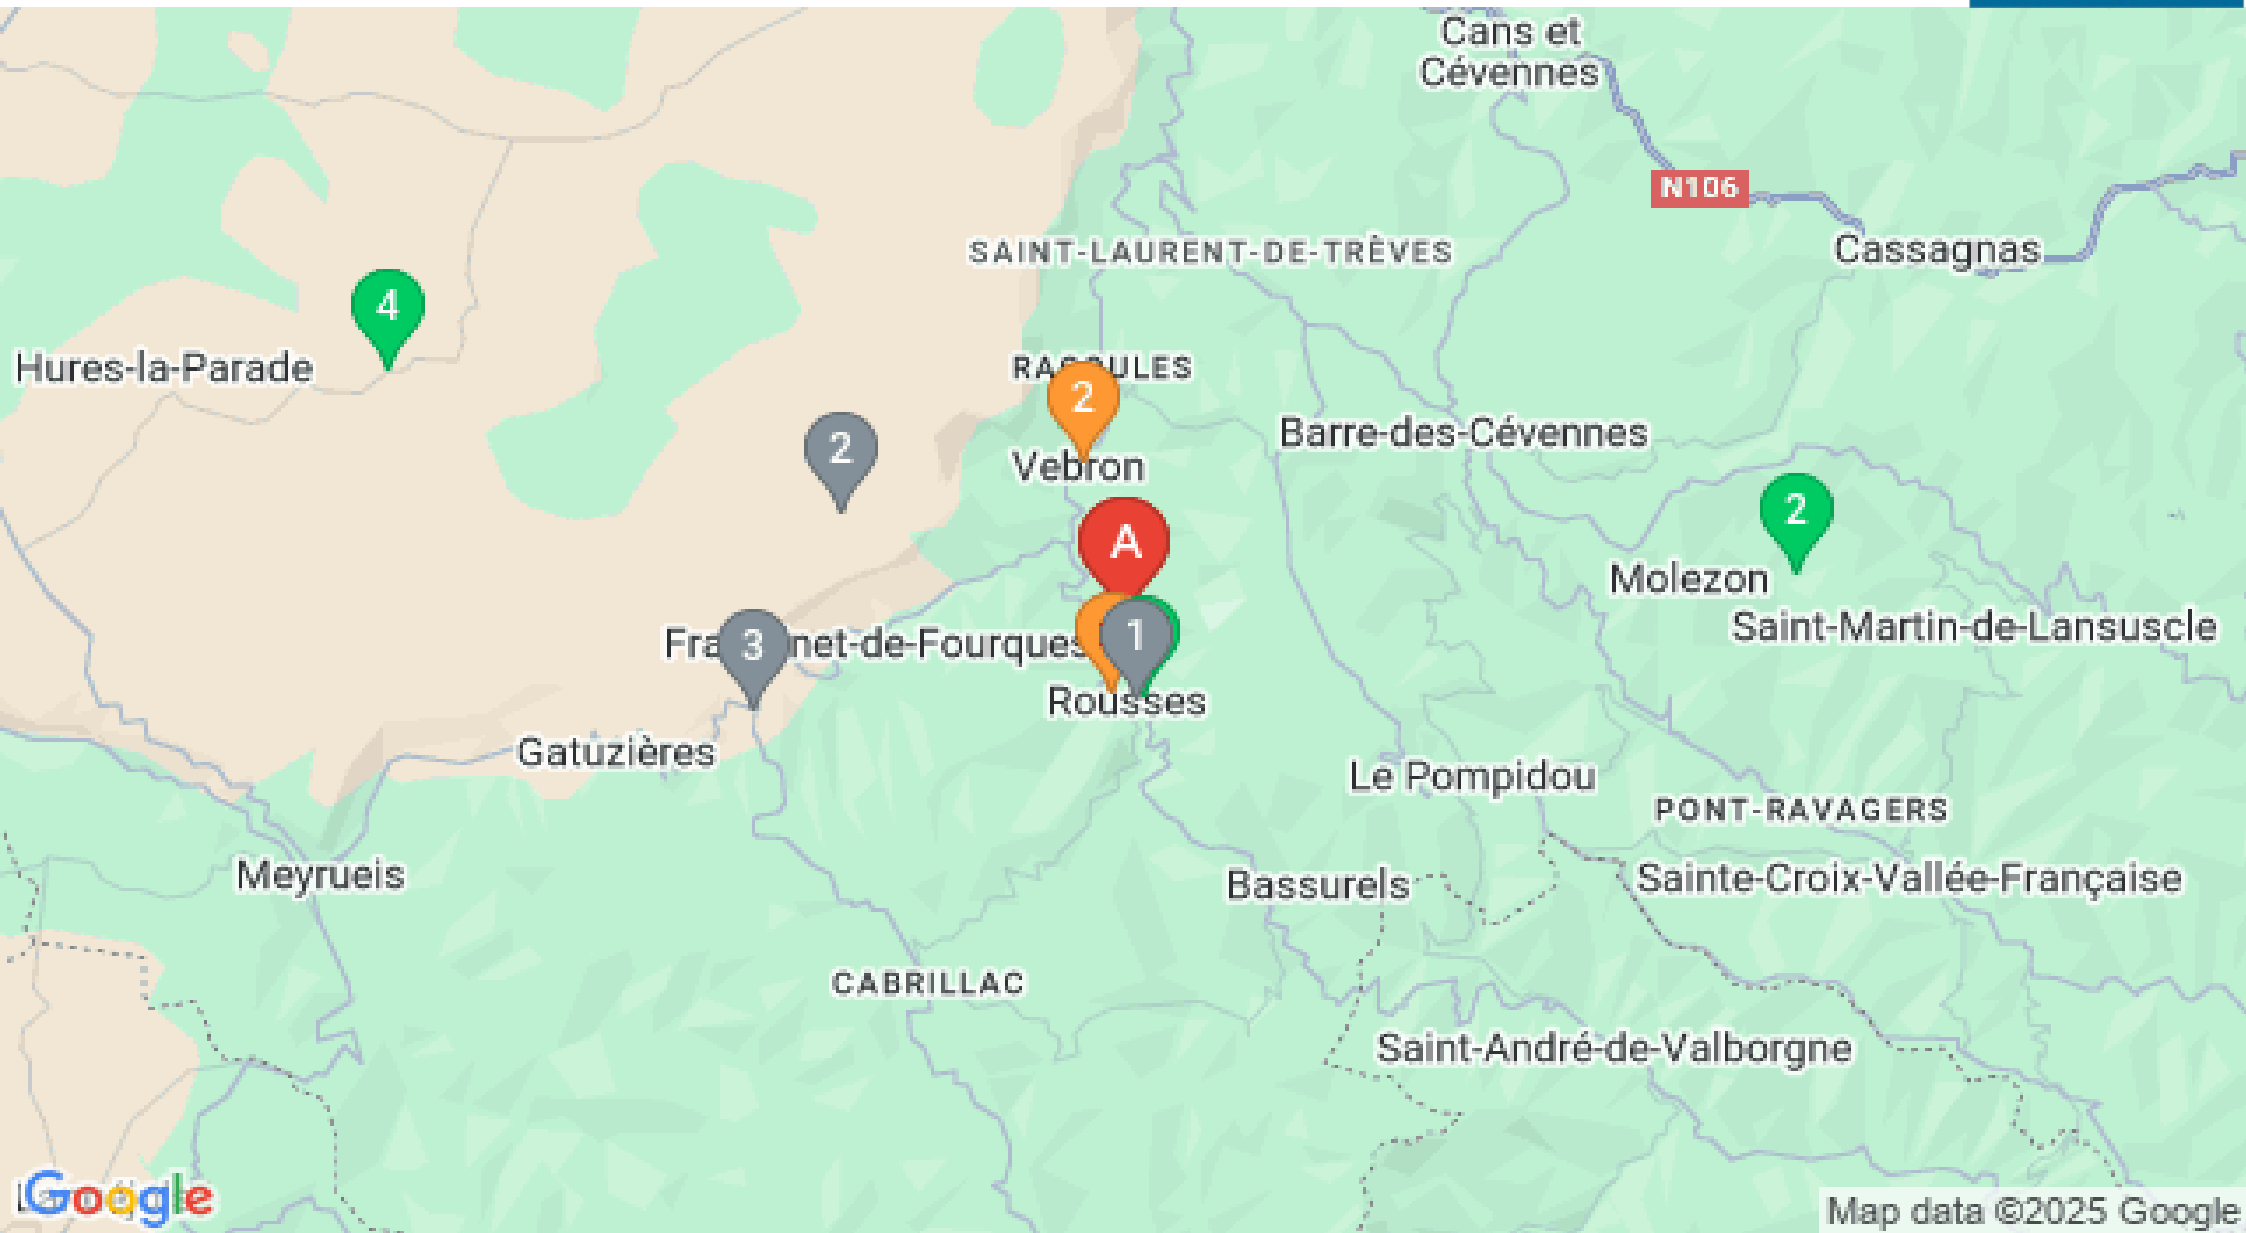 Cans et
Cévennes
N106
SAINT-LAURENT-DE-TRÈVES
Cassagnas
4
Hures-la-Parade
2
Barre-des-Cévennes
2
Vebron
2
A
Molezon
Saint-Martin-de-Lansuscle
3
1
Rousses
Gatuzières
Le Pompidou
PONT-RAVAGERS
Meyrueis
Bassurels
Sainte-Croix-Vallée-Française
CABRILLAC
Saint-André-de-Valborgne
Google
Map data ©2025 Google